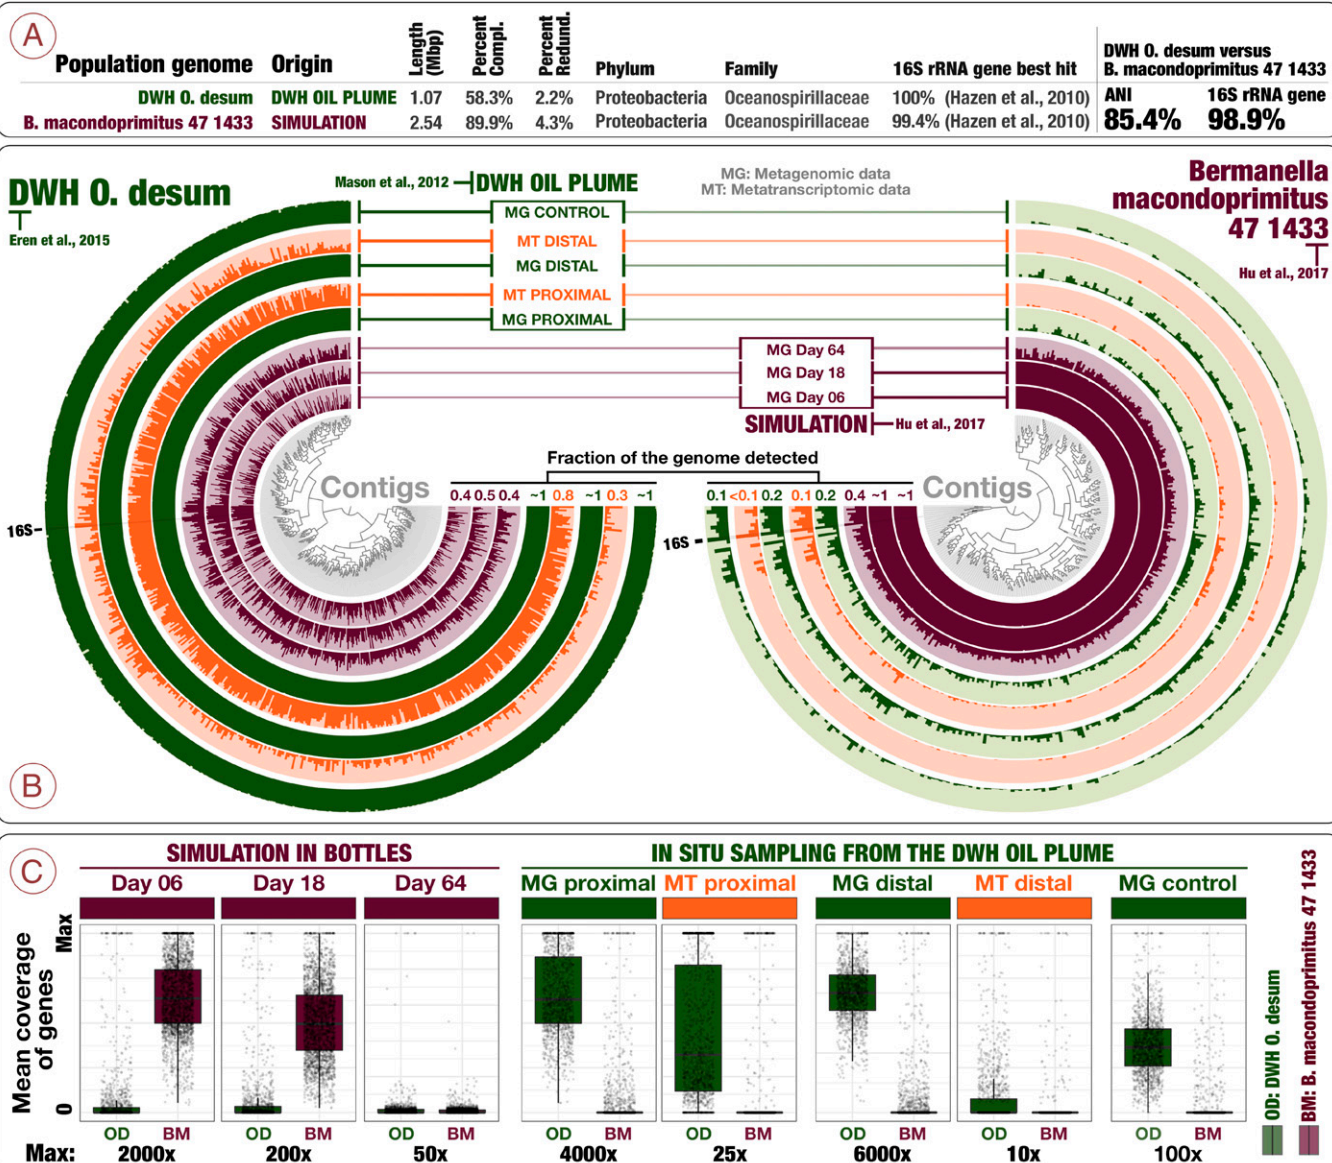 A
Population genome Origin Length (Mbp) Percent Compl. Percent Redund. Phylum Family 16S rRNA gene best hit
DWH O. desum versus
B. macondoprimitus 47 1433
DWH O. desum DWH OIL PLUME 1.07 58.3% 2.2% Proteobacteria Oceanospirillaceae 100% (Hazen et al., 2010) ANI 16S rRNA gene
B. macondoprimitus 47 1433 SIMULATION 2.54 89.9% 4.3% Proteobacteria Oceanospirillaceae 99.4% (Hazen et al., 2010) 85.4% 98.9%
DWH O. desum
Eren et al., 2015
Mason et al., 2012 DWH OIL PLUME
MG: Metagenomic data
MT: Metatranscriptomic data
Bermanella
macondoprimitus
47 1433
Hu et al., 2017
MG CONTROL
MT DISTAL
MG DISTAL
MT PROXIMAL
MG PROXIMAL
MG Day 64
MG Day 18
MG Day 06
SIMULATION Hu et al., 2017
Fraction of the genome detected
Contigs 0.4 0.5 0.4 ~1 0.8 ~1 0.3 ~1 0.1 <0.1 0.2 0.1 0.2 0.4 ~1 ~1 Contigs
16S
16S
B
C
SIMULATION IN BOTTLES IN SITU SAMPLING FROM THE DWH OIL PLUME
Day 06 Day 18 Day 64 MG proximal MT proximal MG distal MT distal MG control
Mean coverage
of genes
Max
0
OD BM OD BM OD BM OD BM OD BM OD BM OD BM OD BM
Max: 2000x 200x 50x 4000x 25x 6000x 10x 100x
OD: DWH O. desum
BM: B. macondoprimitus 47 1433